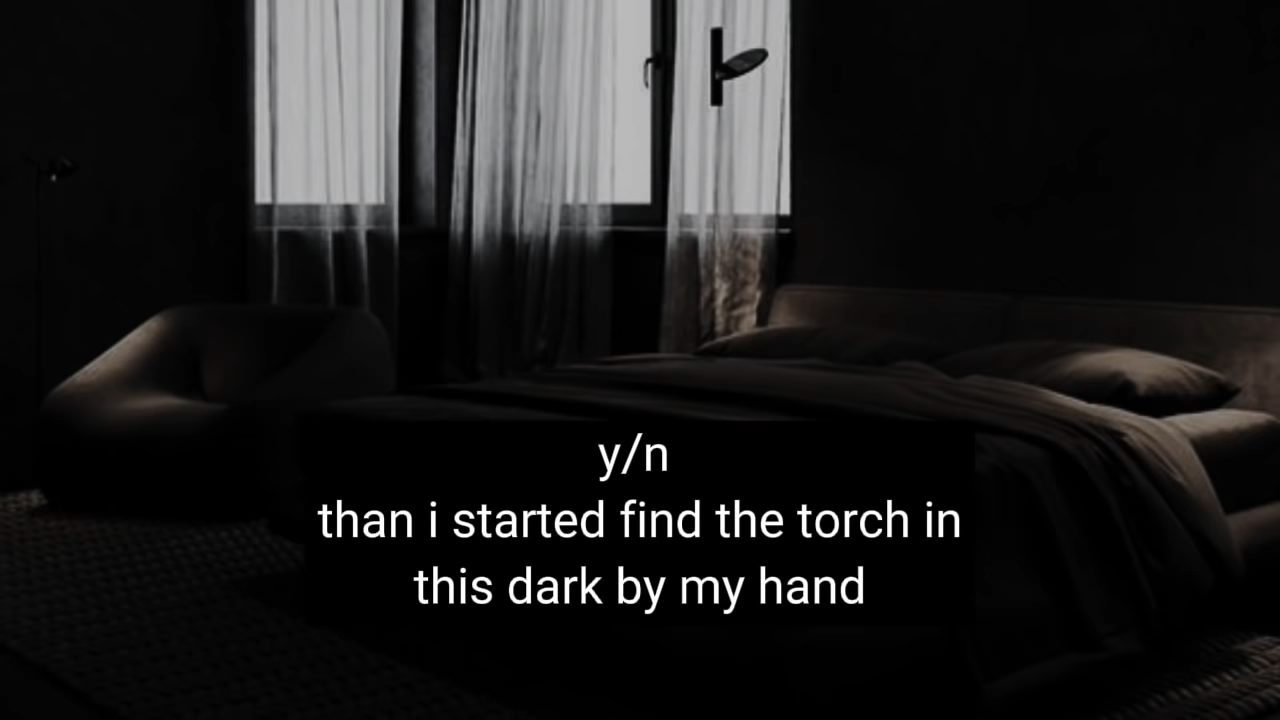 y/n
than i started find the torch in
this dark by my hand